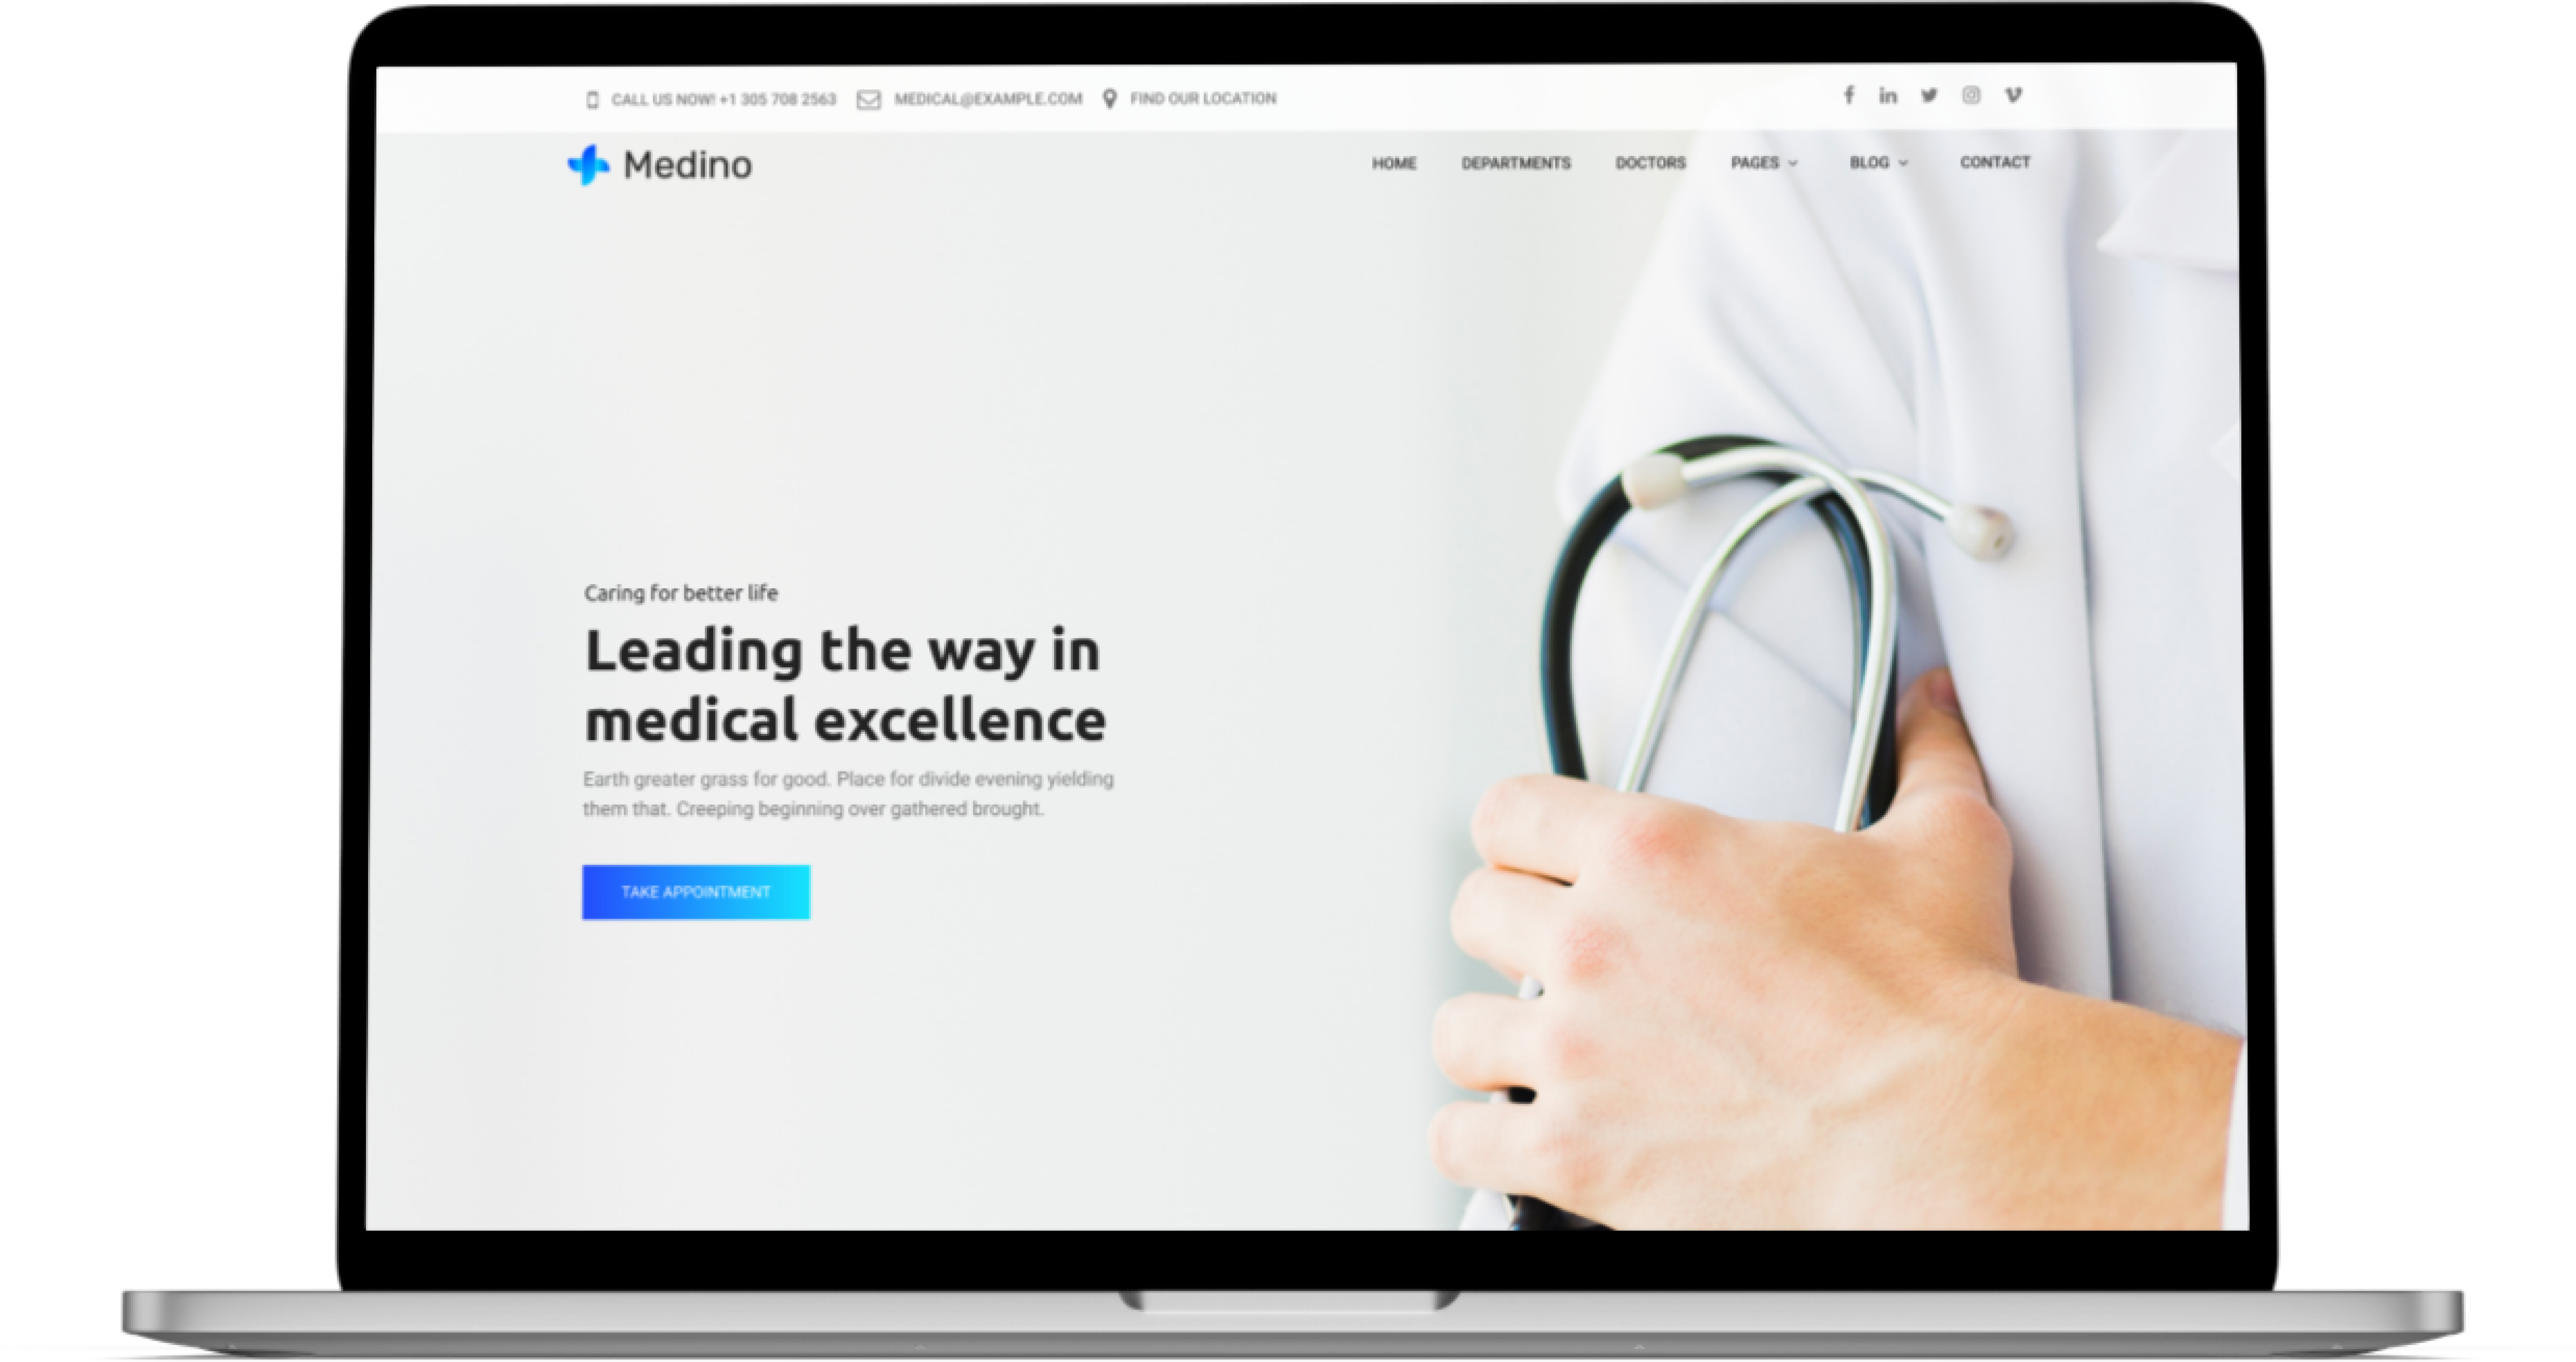 CALL US NOW! +1 305 708 2563 MEDICAL@EXAMPLE.COM FIND OUR LOCATION
Medino
HOME DEPARTMENTS DOCTORS PAGES BLOG CONTACT
Caring for better life
Leading the way in
medical excellence
Earth greater grass for good. Place for divide evening yielding
them that. Creeping beginning over gathered brought.
TAKE APPOINTMENT